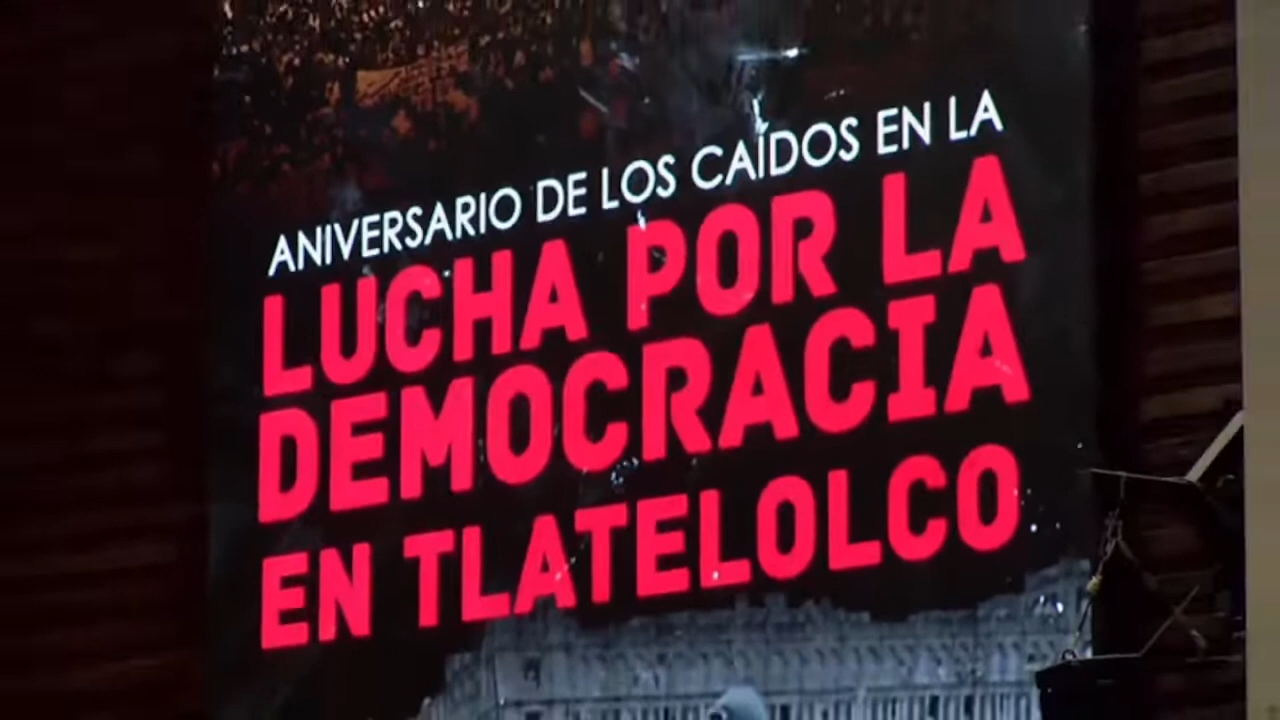 ANIVERSARIO DE LOS CAÍDOS EN LA
LUCHA POR LA
DEMOCRACIA
EN TLATELOLCO